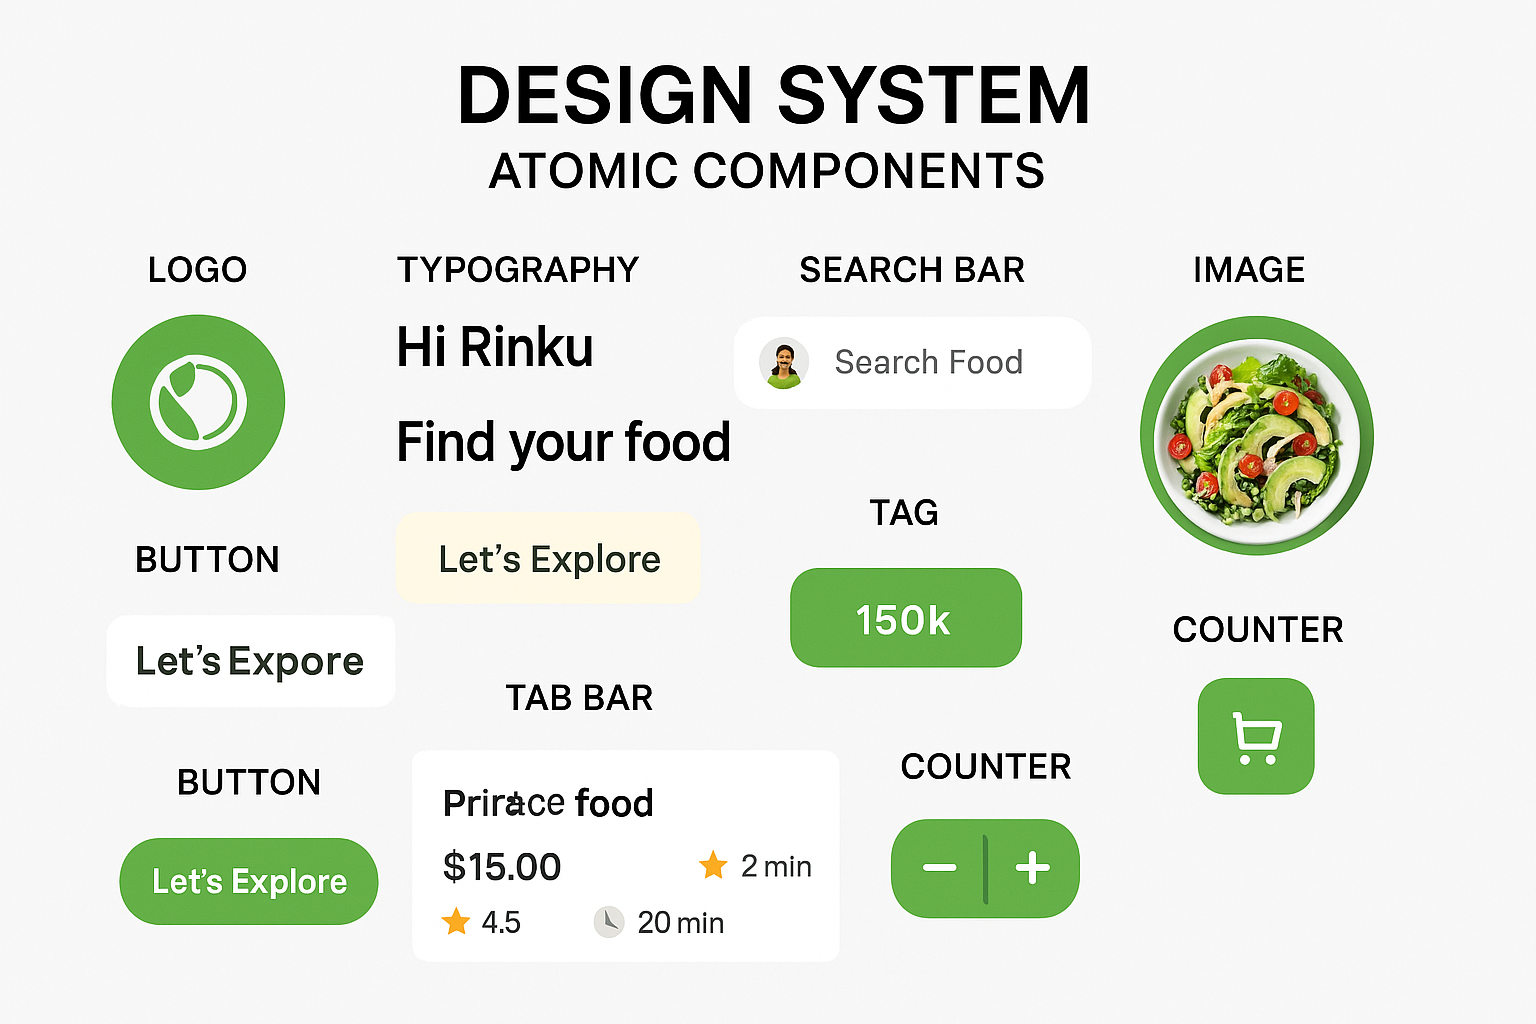 DESIGN SYSTEM
ATOMIC COMPONENTS
LOGO
TYPOGRAPHY
Hi Rinku
Find your food
Let's Explore
SEARCH BAR
Search Food
IMAGE
TAG
150k
BUTTON
Let's Expore
COUNTER
TAB BAR
food
$15.00
2 min
4.5
20 min
BUTTON
Let's Explore
COUNTER